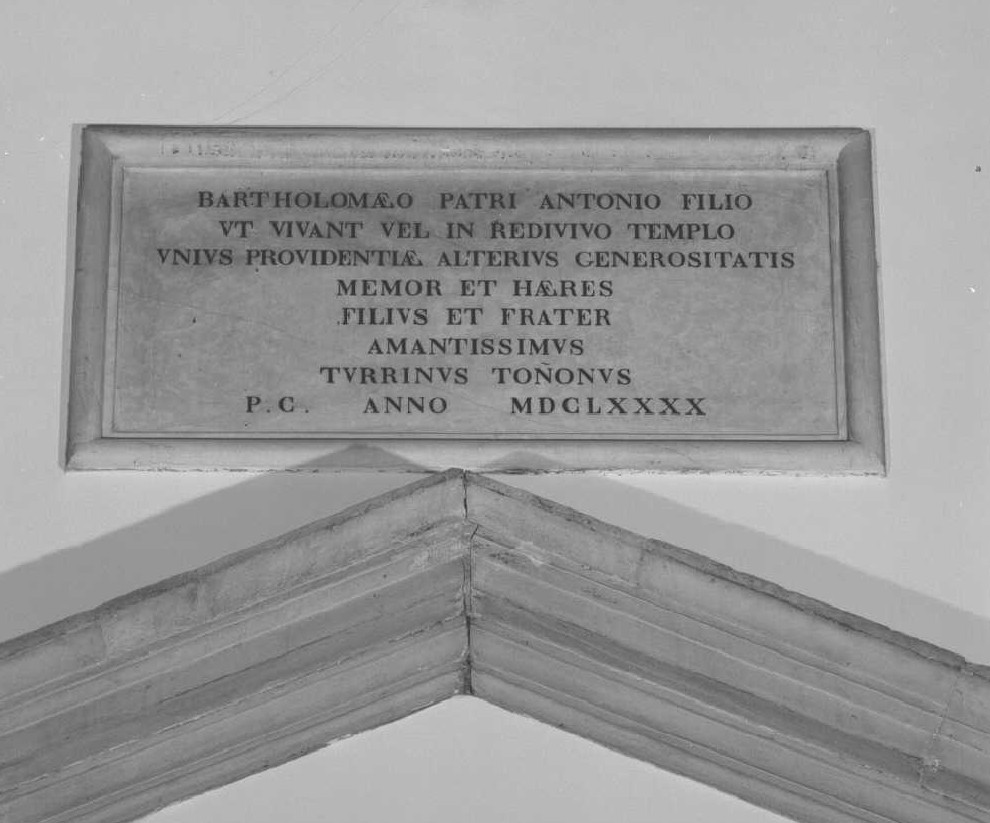 BARTHOLOMÆO PATRI ANTONIO FILIO
VT VIVANT VEL IN REDIVIVO TEMPLO
VNIVS PROVIDENTIÆ ALTERIVS GENEROSITATIS
MEMOR ET HÆRES
FILIVS ET FRATER
AMANTISSIMVS
TVRRINVS TOÑONVS
P.C. ANNO MDCLXXXX